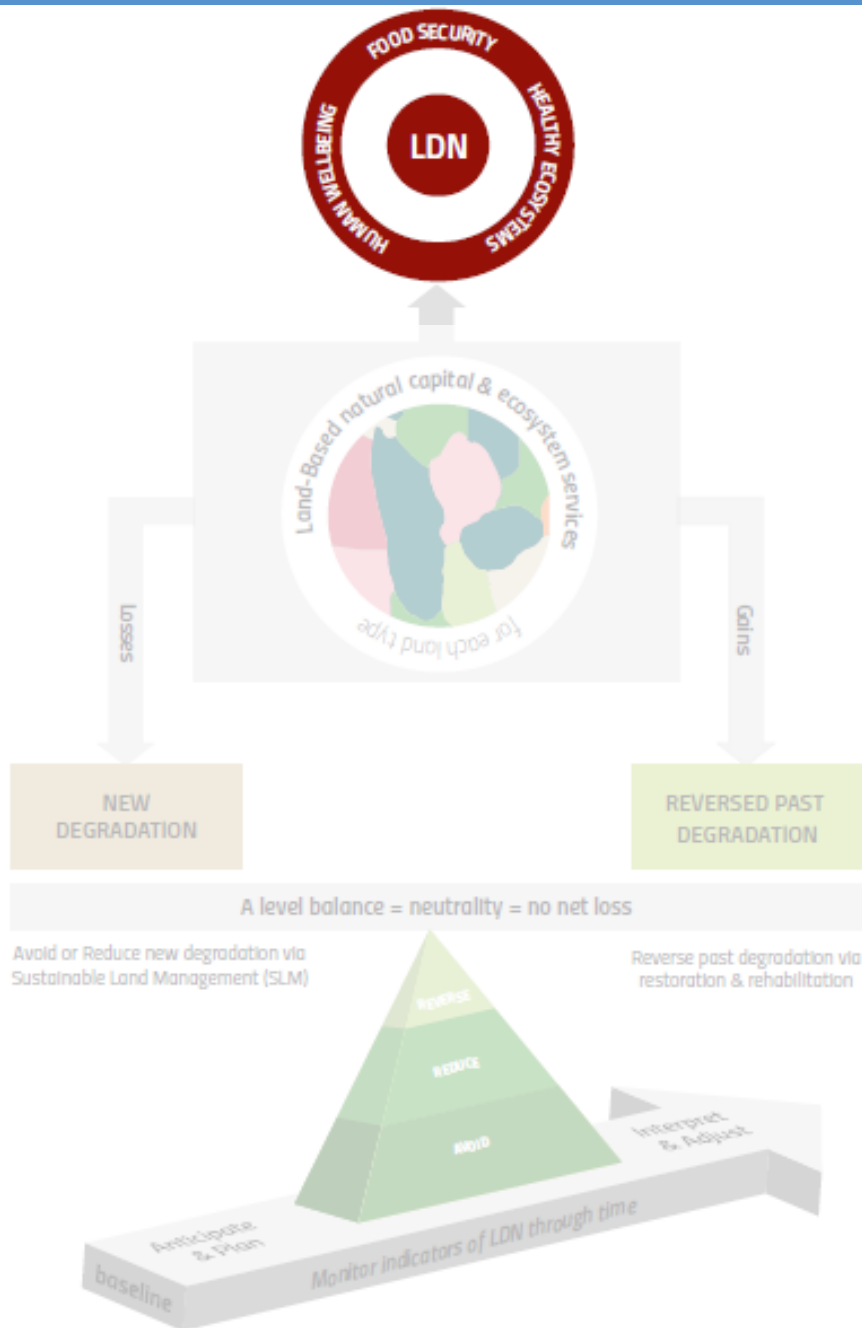 FOOD SECURITY
HUMAN WELLBEING
HEALTHY ECOSYSTEMS
LDN
Land-Based natural capital & ecosystem services
for each land type
Losses
Gains
NEW
DEGRADATION
REVERSED PAST
DEGRADATION
A level balance = neutrality = no net loss
Avoid or Reduce new degradation via
Sustainable Land Management (SLM)
Reverse past degradation via
restoration & rehabilitation
REVERSE
REDUCE
AVOID
Interpret
& Adjust
Anticipate
& Plan
Monitor indicators of LDN through time
baseline